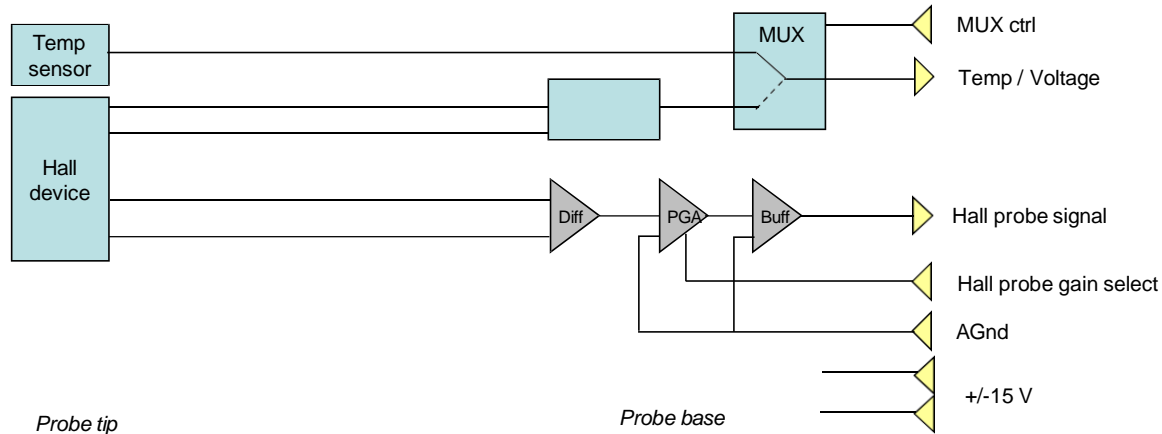 MUX ctrl
Temp
sensor
MUX
Temp / Voltage
Hall
device
Diff
PGA
Buff
Hall probe signal
Hall probe gain select
AGnd
+/-15 V
Probe tip
Probe base